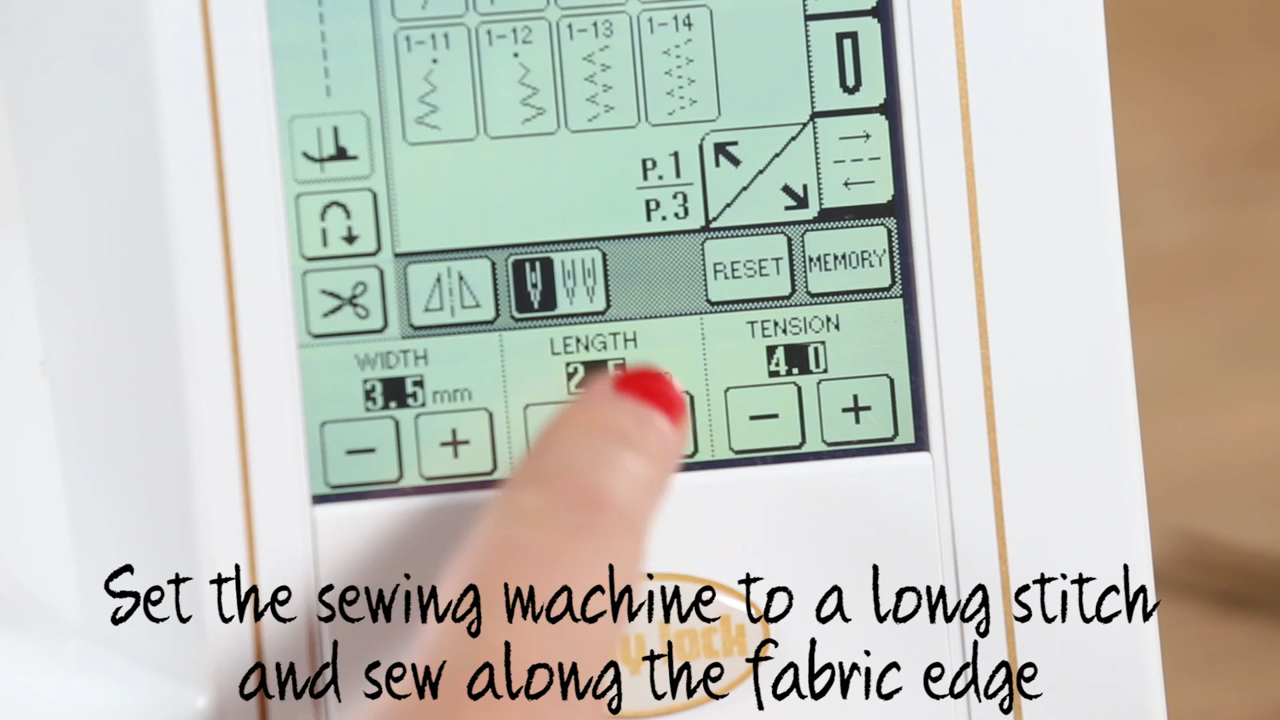 1-11 1-12 1-13 1-14
P.1
P.3
RESET MEMORY
WIDTH LENGTH TENSION
3.5 mm 4.0
Set the sewing machine to a long stitch
and sew along the fabric edge